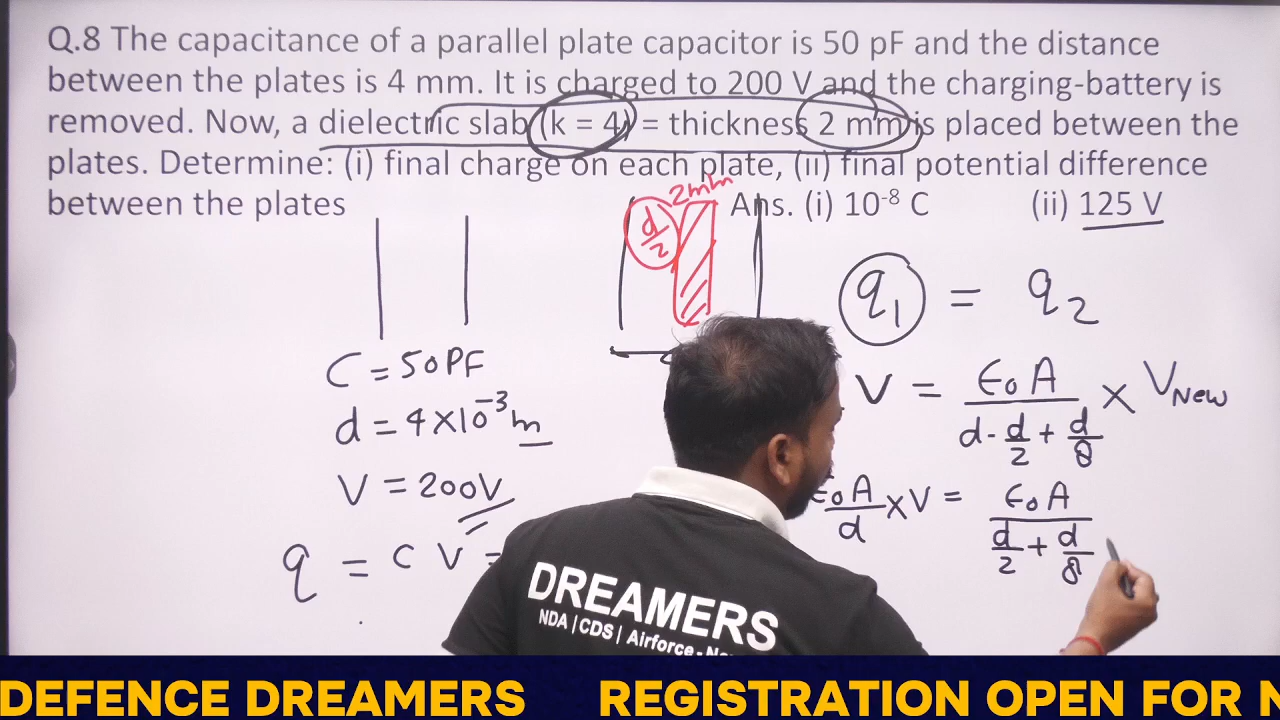 Q.8 The capacitance of a parallel plate capacitor is 50 pF and the distance
between the plates is 4 mm. It is charged to 200 V and the charging-battery is
removed. Now, a dielectric slab (k = 4) = thickness 2 mm is placed between the
plates. Determine: (i) final charge on each plate, (ii) final potential difference
between the plates
Ans. (i) 10⁻⁸ C (ii) 125 V
2mm
d/2
q₁ = q₂
C = 50PF
d = 4×10⁻³m
V = 200V
q = C V =
V = ϵ₀A/(d-d/2+d/8) × V_New
ϵ₀A/d ×V = ϵ₀A/(d/2+d/8)
DREAMERS
NDA | CDS | Airforce - Na
DEFENCE DREAMERS REGISTRATION OPEN FOR N